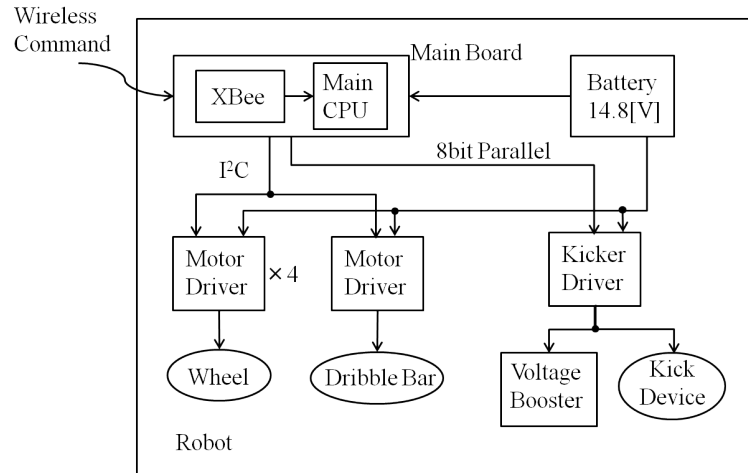 Wireless
Command
Main Board
XBee
Main
CPU
Battery
14.8[V]
I²C
8bit Parallel
Motor
Driver
×4
Motor
Driver
Kicker
Driver
Wheel
Dribble Bar
Voltage
Booster
Kick
Device
Robot